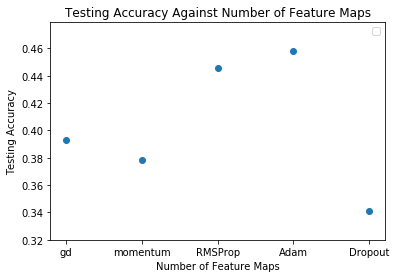 Testing Accuracy Against Number of Feature Maps
0.46
0.44
0.42
0.40
0.38
0.36
0.34
0.32
Testing Accuracy
gd momentum RMSProp Adam Dropout
Number of Feature Maps